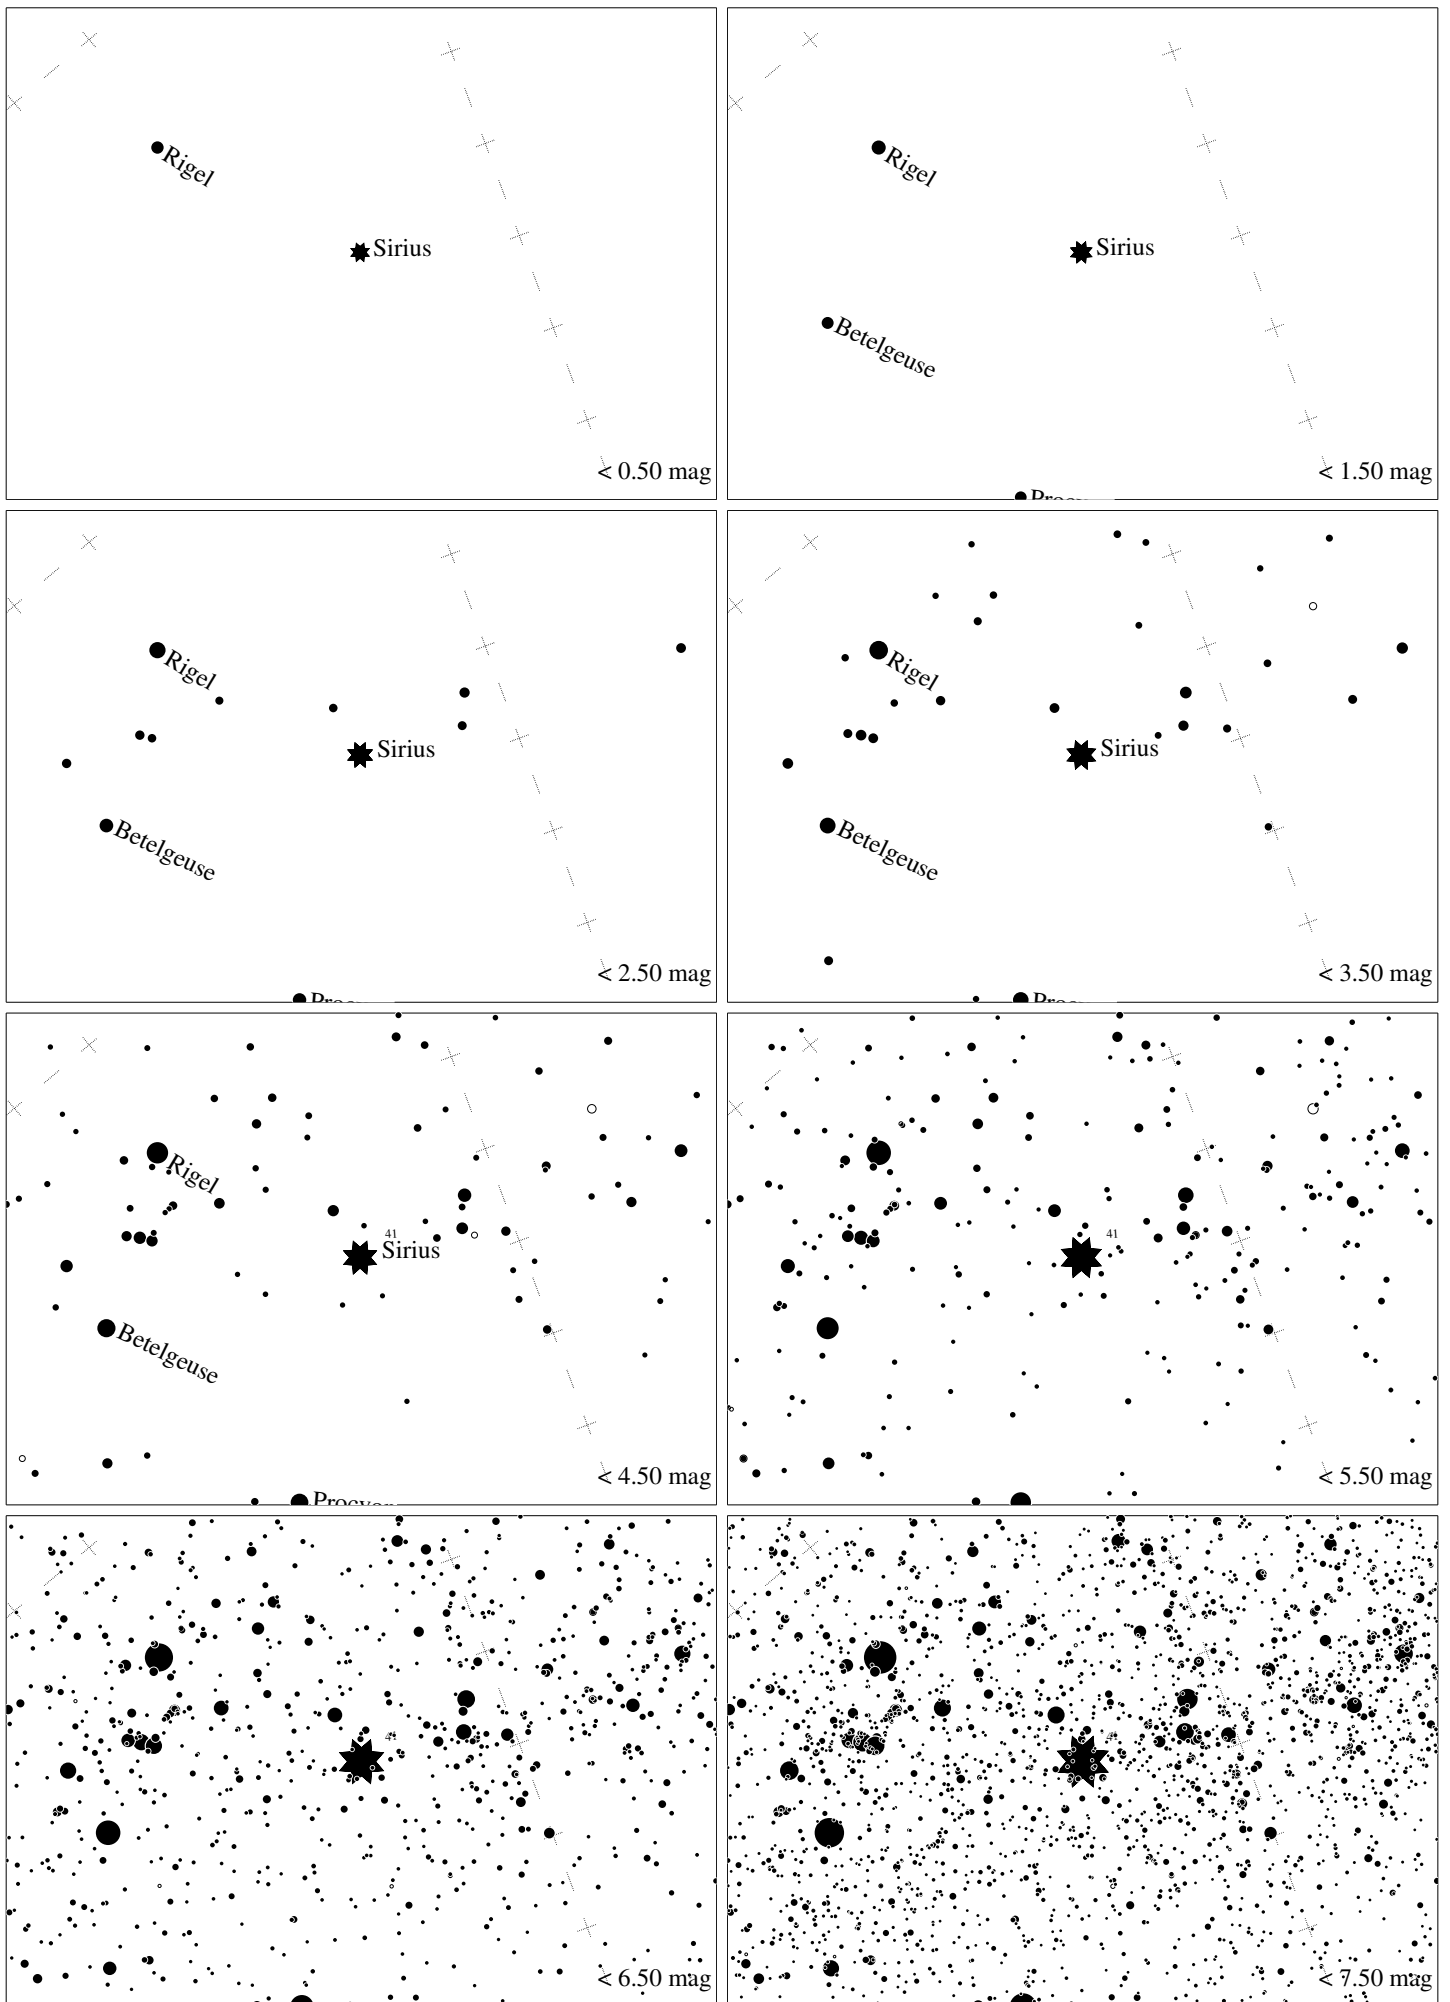 Rigel
Sirius
< 0.50 mag
Rigel
Sirius
Betelgeuse
< 1.50 mag
Rigel
Sirius
Betelgeuse
< 2.50 mag
Rigel
Sirius
Betelgeuse
< 3.50 mag
Rigel
41
Sirius
Betelgeuse
< 4.50 mag
Procyon
41
< 5.50 mag
< 6.50 mag
< 7.50 mag